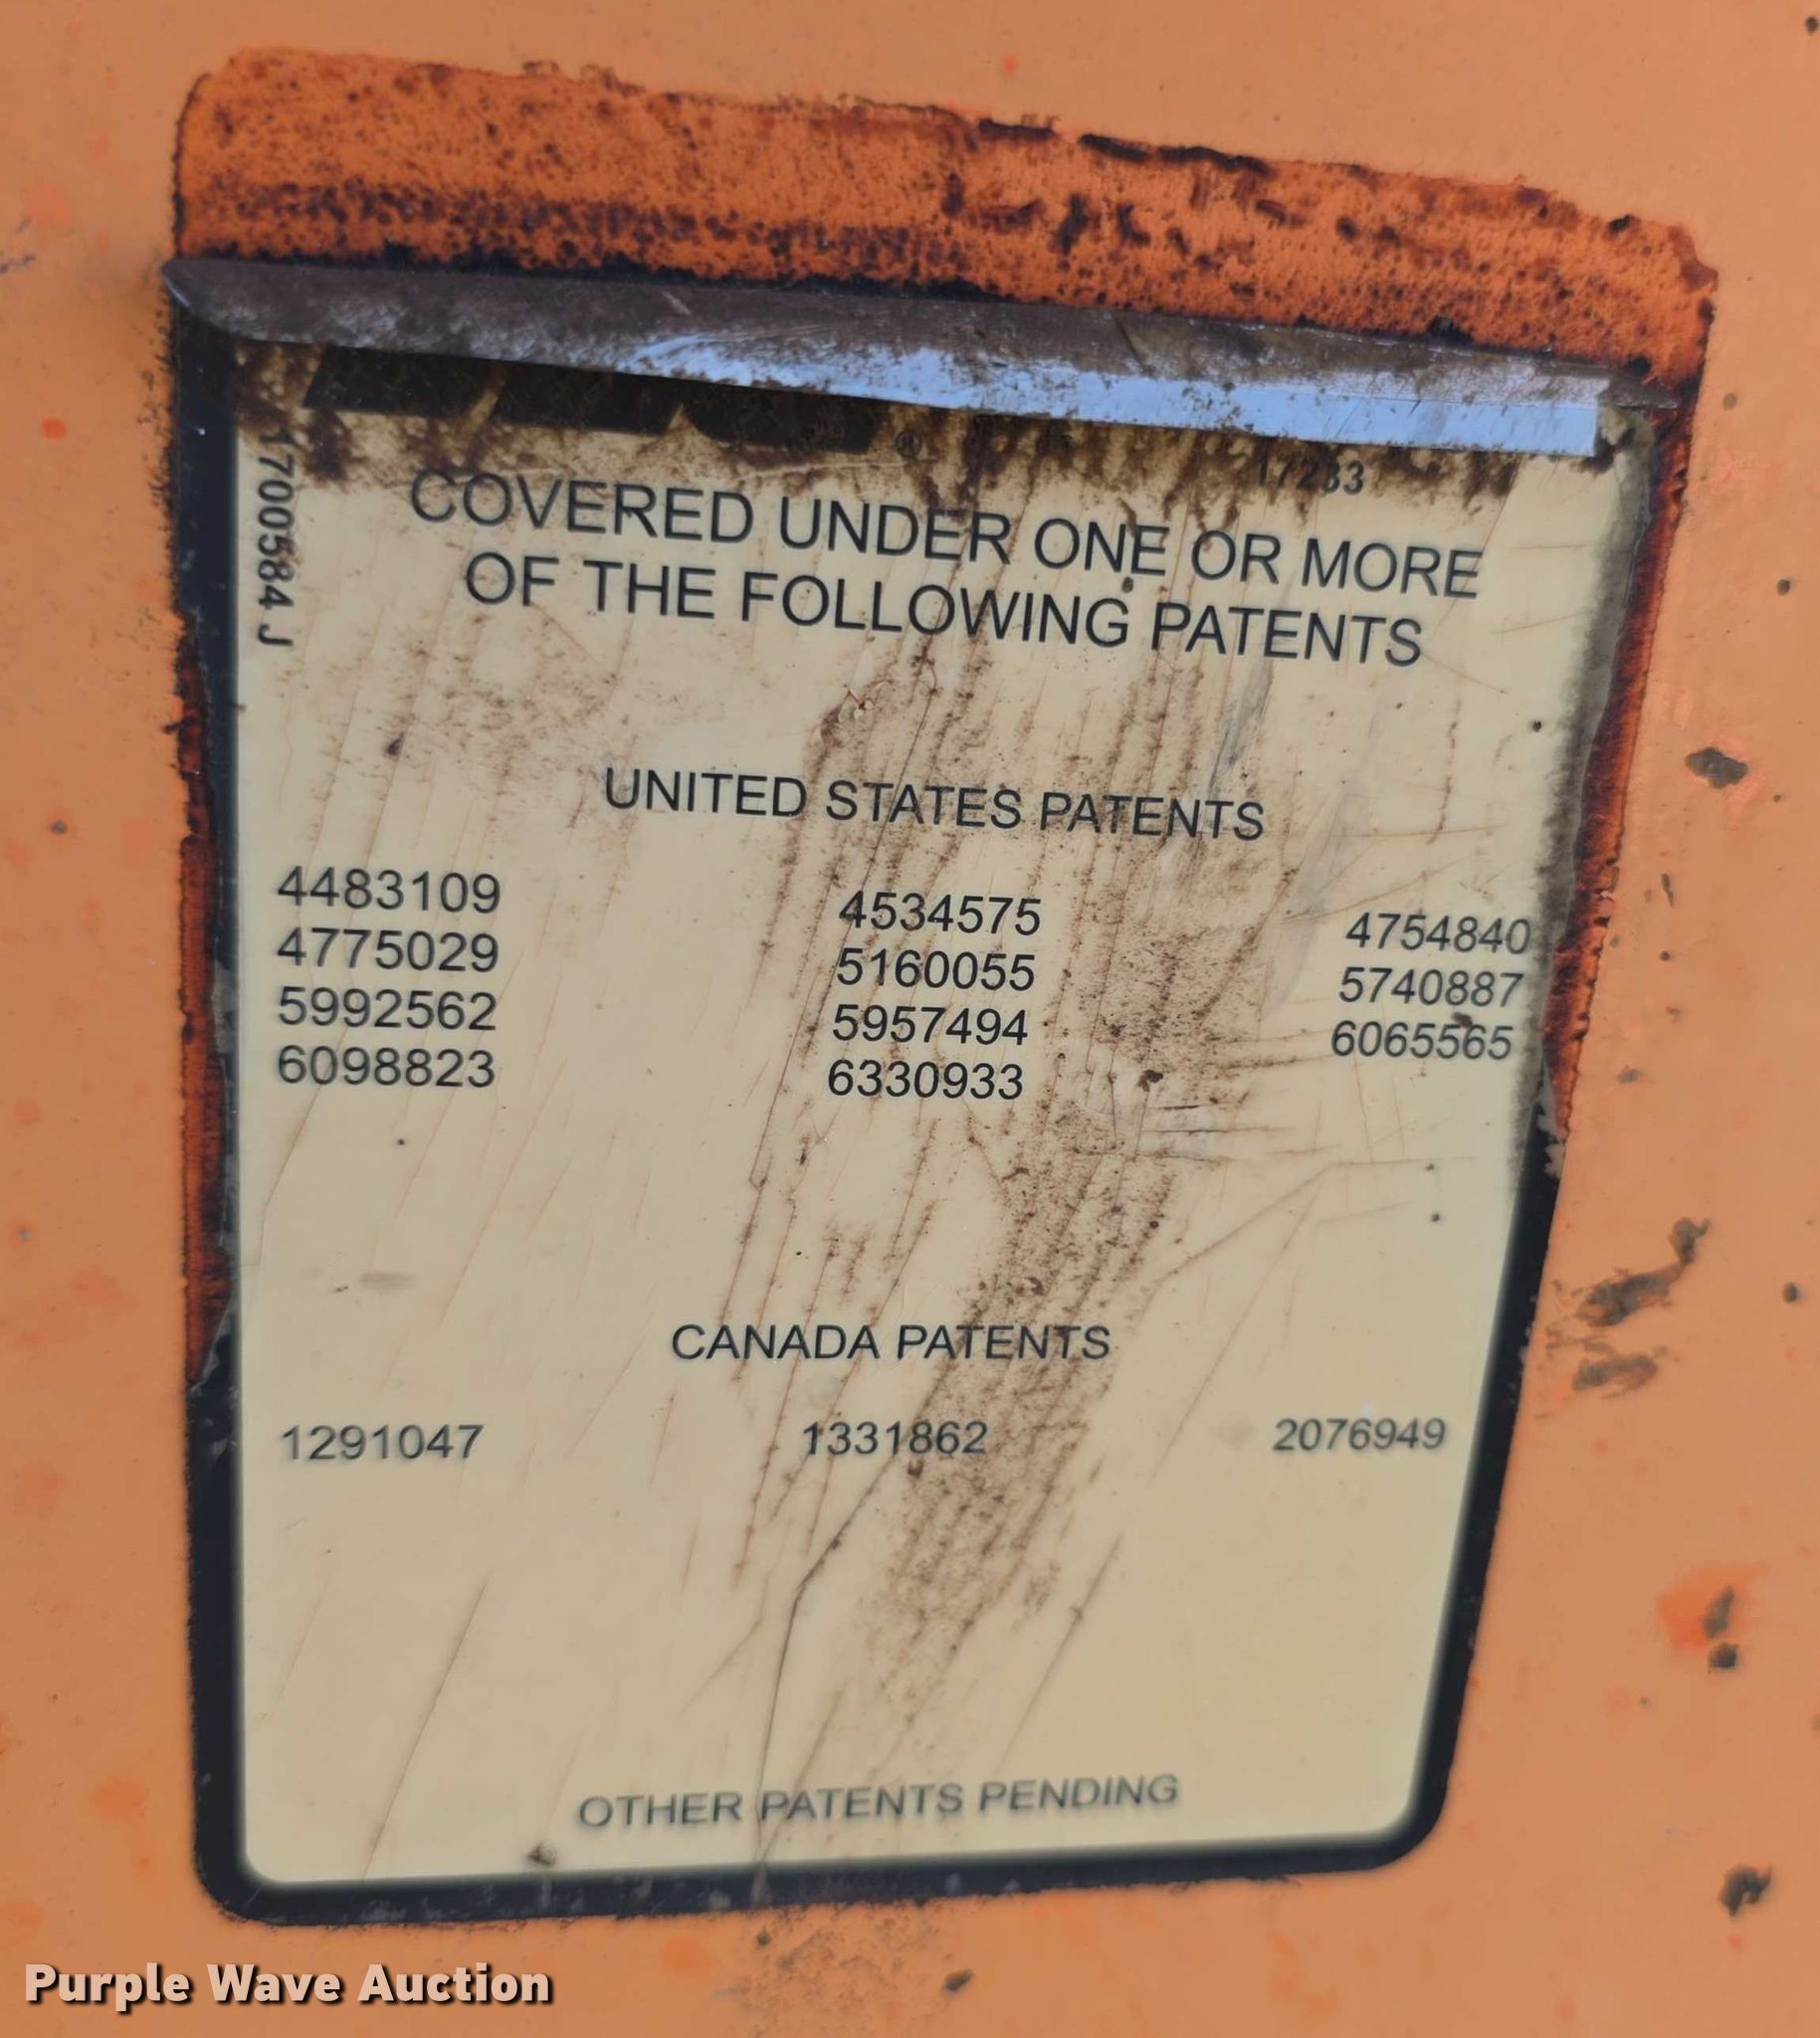 ®
17233
1700584 J
COVERED UNDER ONE OR MORE
OF THE FOLLOWING PATENTS
UNITED STATES PATENTS
4483109 4534575 4754840
4775029 5160055 5740887
5992562 5957494 6065565
6098823 6330933
CANADA PATENTS
1291047 1331862 2076949
OTHER PATENTS PENDING
Purple Wave Auction